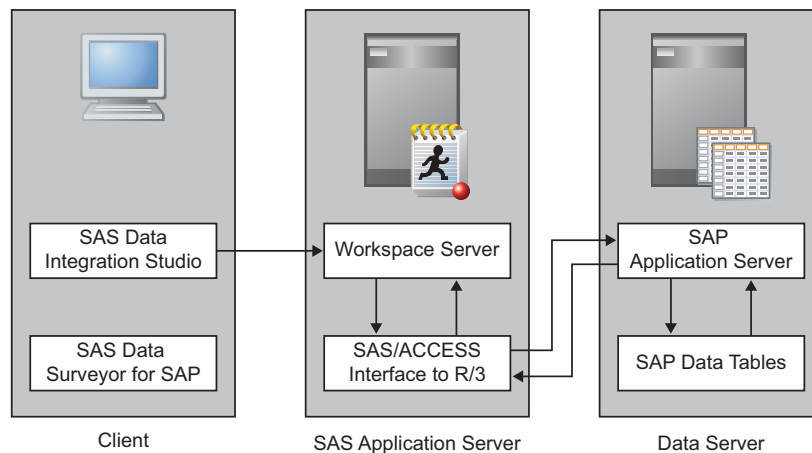 SAS Data
Integration Studio
SAS Data
Surveyor for SAP
Client
Workspace Server
SAS/ACCESS
Interface to R/3
SAS Application Server
SAP
Application Server
SAP Data Tables
Data Server